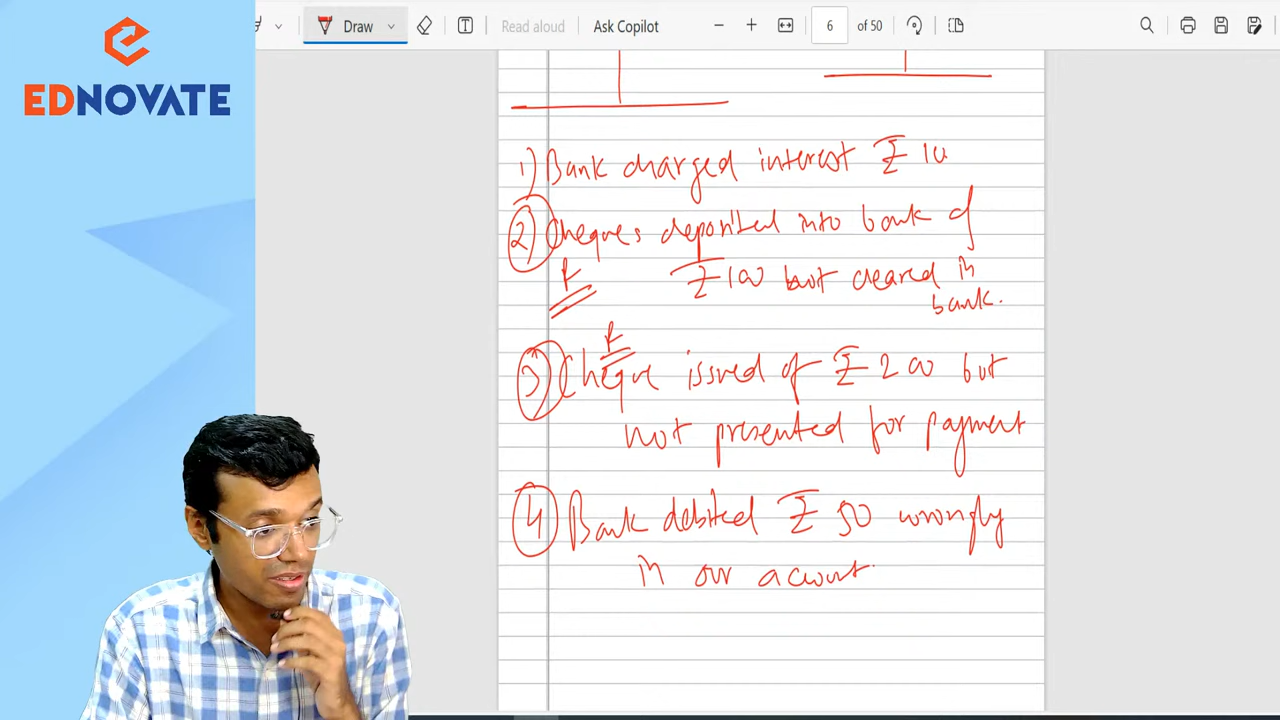 Draw
Read aloud
Ask Copilot
6 of 50
EDNOVATE
1) Bank charged interest ₹ 10
2) Cheques deposited into bank of
₹ 100 but cleared in
bank.
3) Cheque issued of ₹ 200 but
not presented for payment
4) Bank debited ₹ 50 wrongly
in our account.